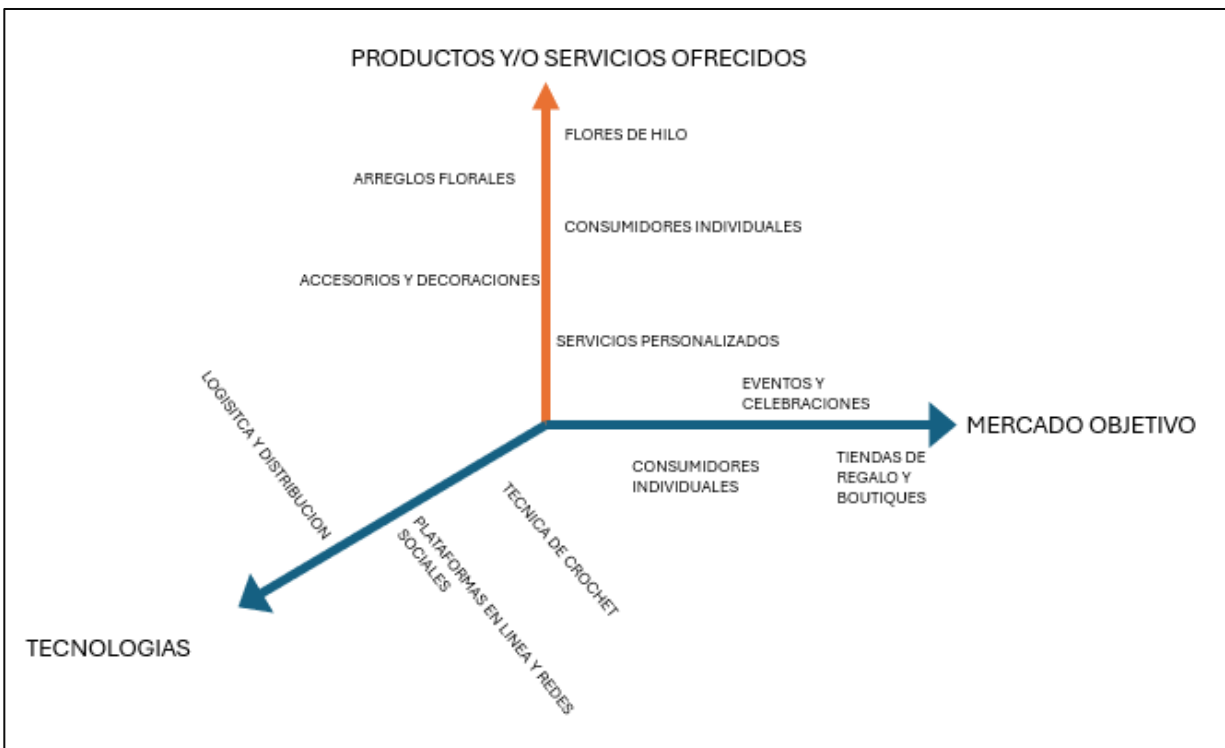 PRODUCTOS Y/O SERVICIOS OFRECIDOS
FLORES DE HILO
ARREGLOS FLORALES
CONSUMIDORES INDIVIDUALES
ACCESORIOS Y DECORACIONES
SERVICIOS PERSONALIZADOS
EVENTOS Y
CELEBRACIONES
MERCADO OBJETIVO
CONSUMIDORES
INDIVIDUALES
TIENDAS DE
REGALO Y
BOUTIQUES
LOGISITCA Y DISTRIBUCION
TECNICA DE CROCHET
PLATAFORMAS EN LINEA Y REDES
SOCIALES
TECNOLOGIAS